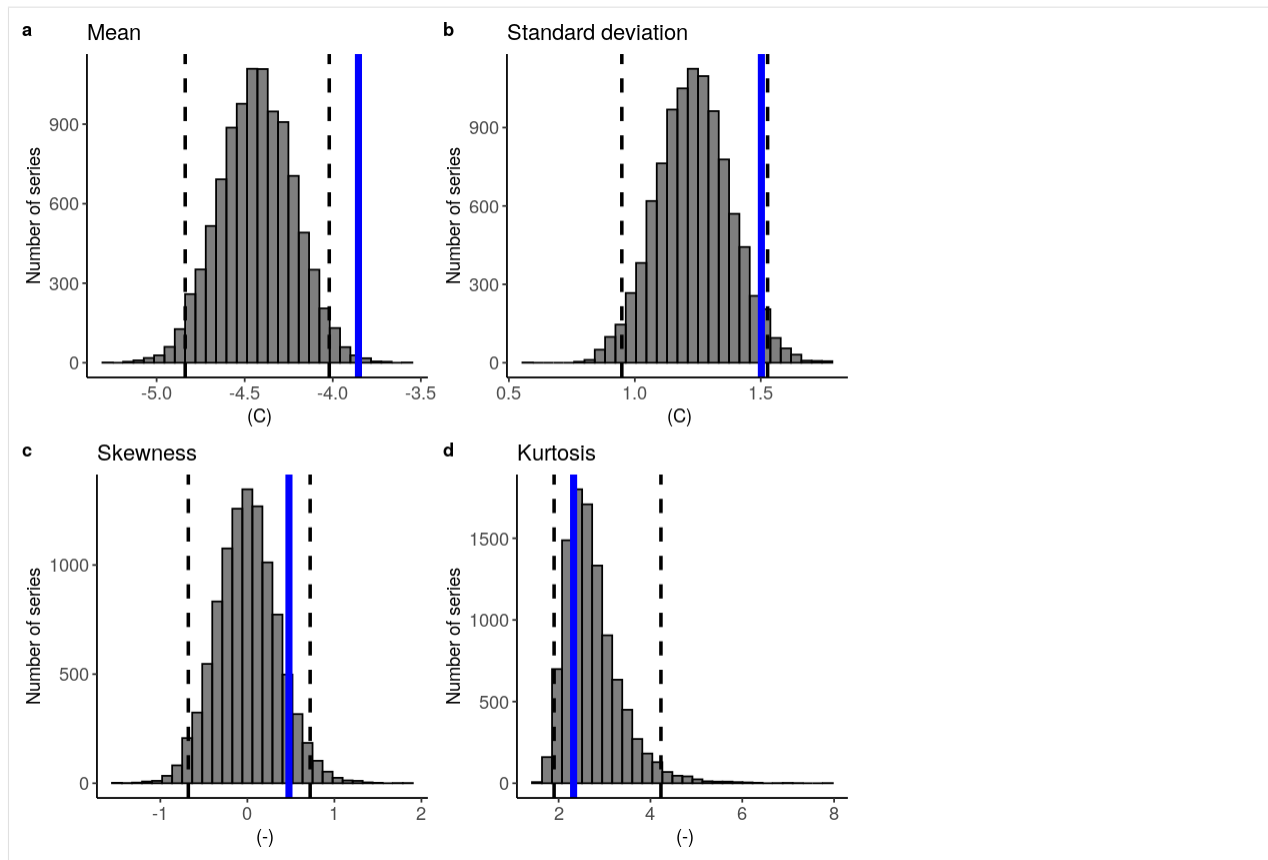 a Mean
Number of series
900
600
300
0
-5.0 -4.5 -4.0 -3.5
(C)
b Standard deviation
Number of series
900
600
300
0
0.5 1.0 1.5
(C)
c Skewness
Number of series
1000
500
0
-1 0 1 2
(-)
d Kurtosis
Number of series
1500
1000
500
0
2 4 6 8
(-)